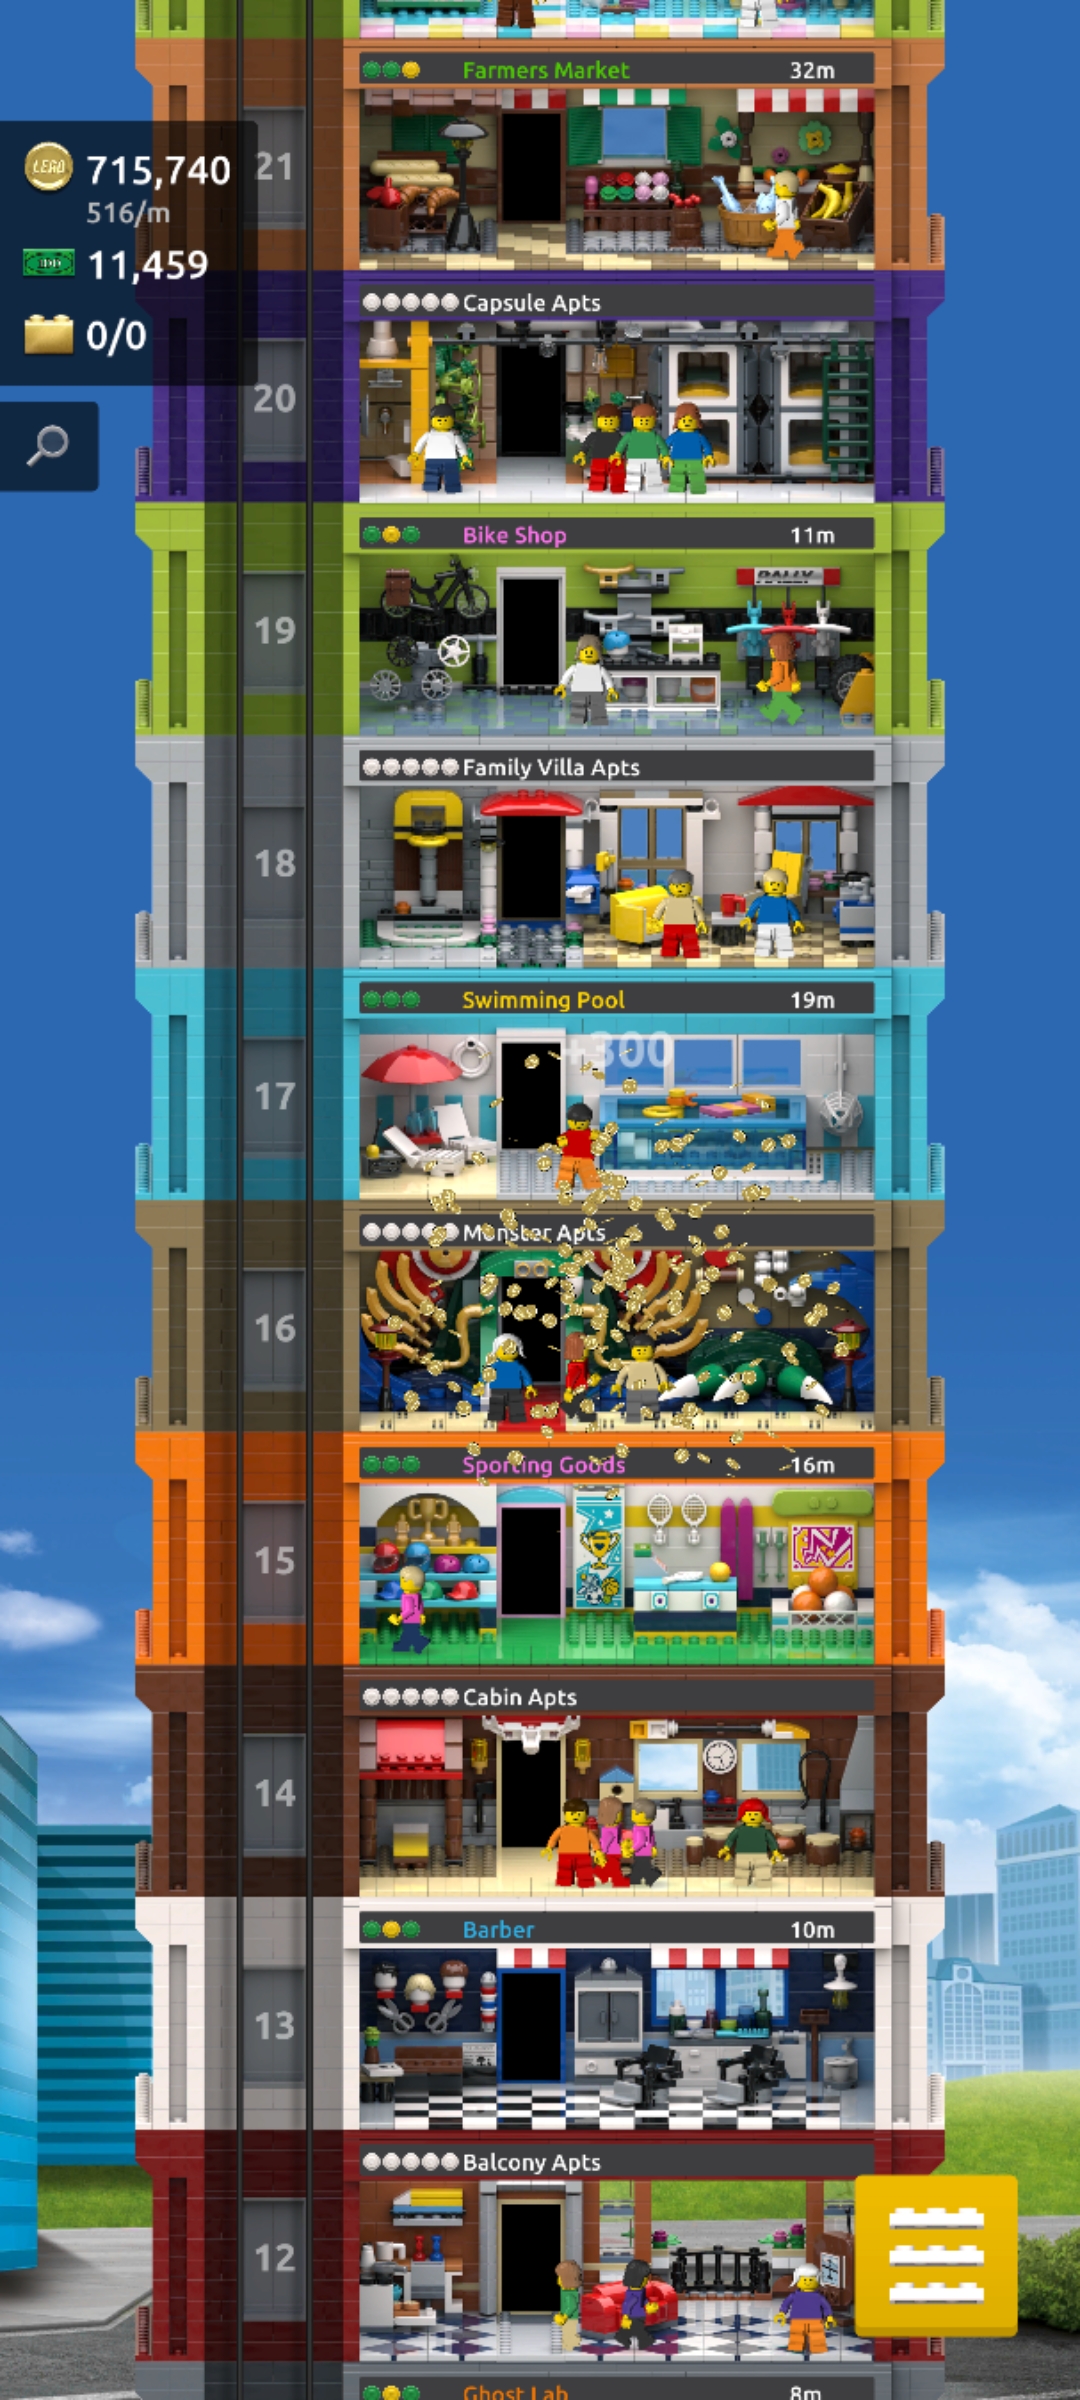 Farmers Market 32m
LEGO 715,740
516/m
11,459
0/0
21
Capsule Apts
20
Bike Shop 11m
RALLY
19
Family Villa Apts
18
Swimming Pool 19m
+300
17
Monster Apts
16
Sporting Goods 16m
N
15
Cabin Apts
14
Barber 10m
13
Balcony Apts
12
Ghost Lab 8m